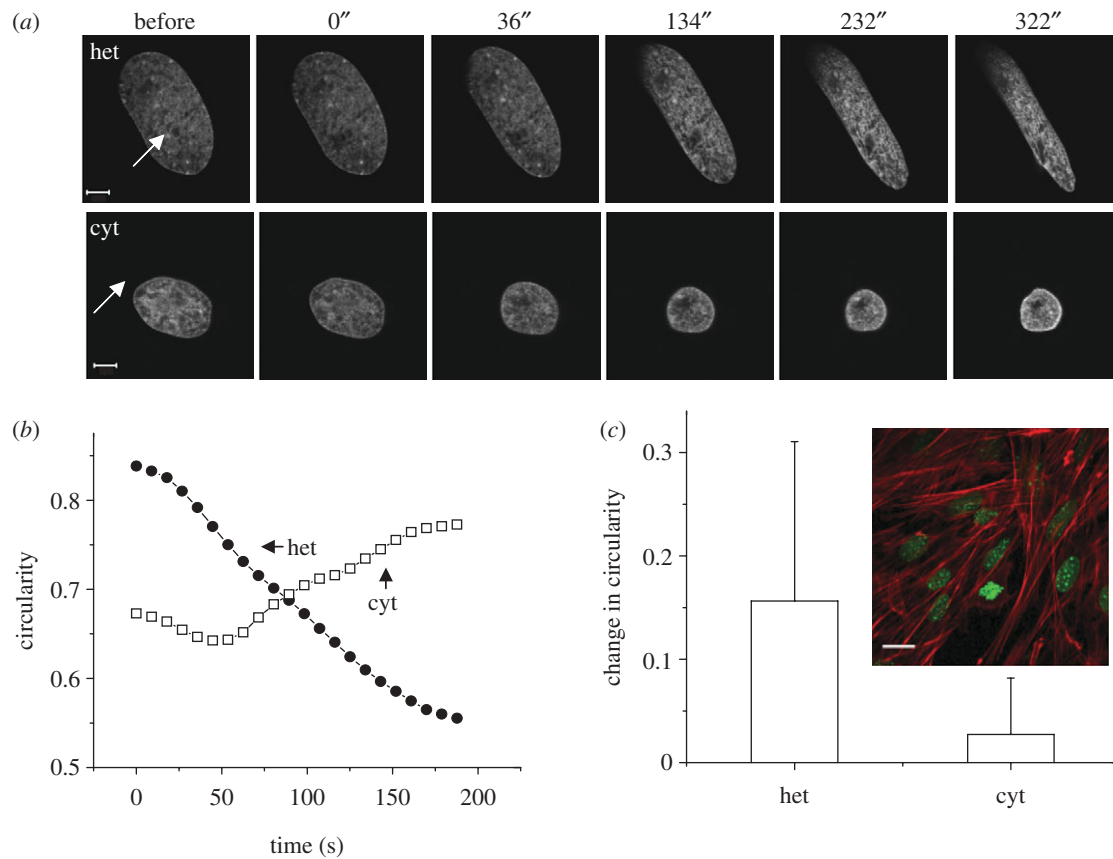 (a)
before 0″ 36″ 134″ 232″ 322″
het
cyt
(b)
0.8
0.7
0.6
0.5
circularity
het
cyt
0 50 100 150 200
time (s)
(c)
0.3
0.2
0.1
0
change in circularity
het cyt